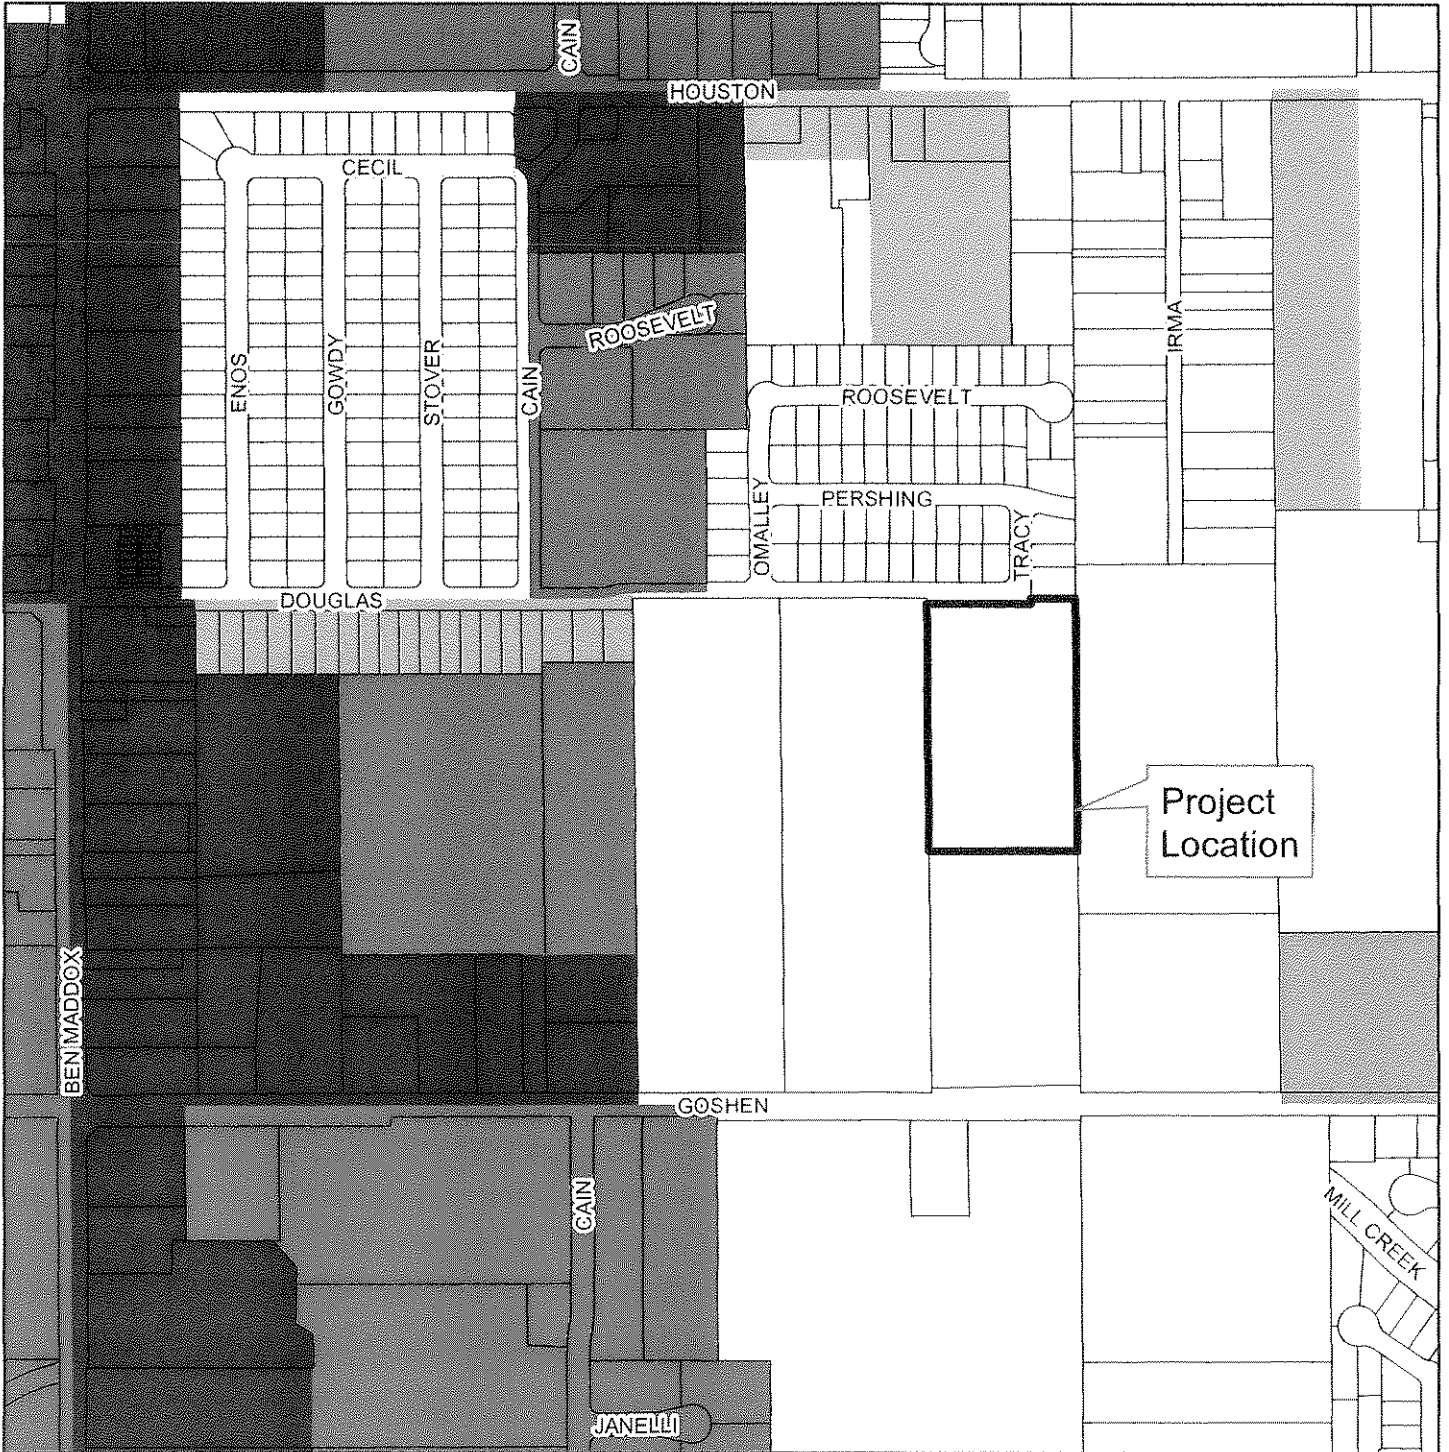 CAIN
HOUSTON
CECIL
ROOSEVELT
ENOS
GOWDY
STOVER
CAIN
IRMA
ROOSEVELT
OMALLEY
PERSHING
TRACY
DOUGLAS
Project
Location
BEN MADDOX
GOSHEN
CAIN
MILL CREEK
JANELLI